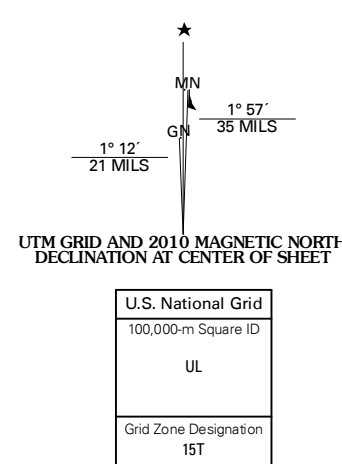 MN
1° 57´
35 MILS
GN
1° 12´
21 MILS
UTM GRID AND 2010 MAGNETIC NORTH
DECLINATION AT CENTER OF SHEET
U.S. National Grid
100,000-m Square ID
UL
Grid Zone Designation
15T